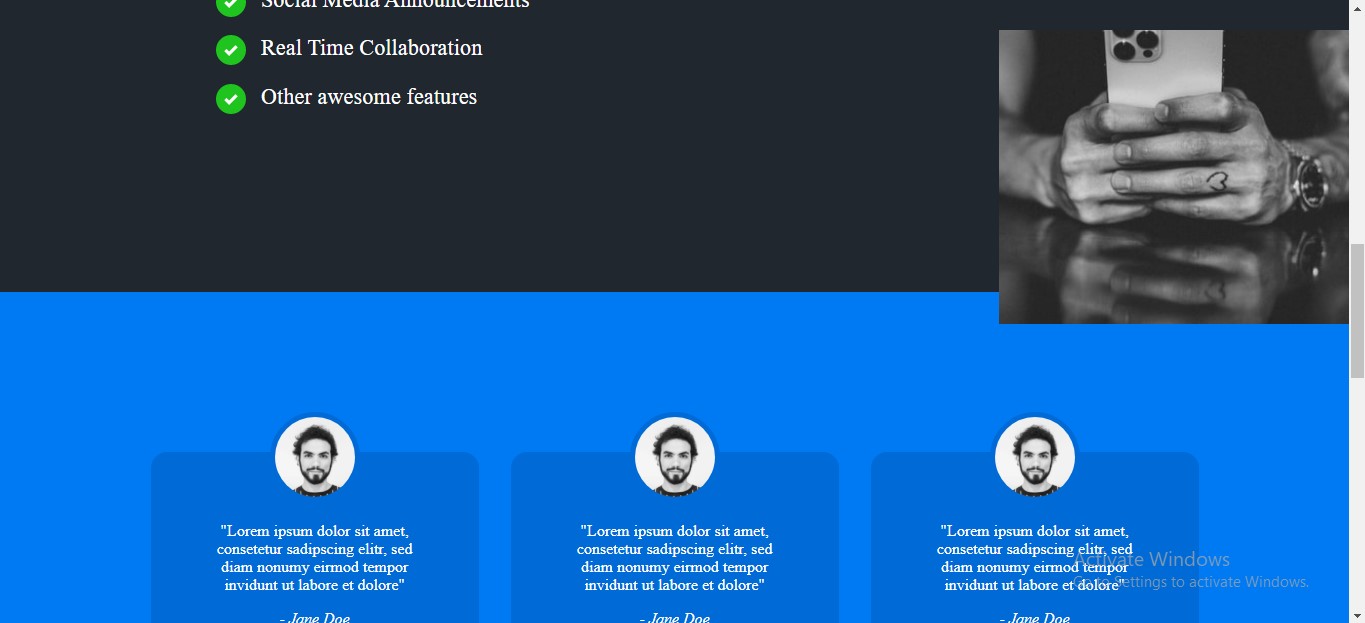 Social Media Announcements
Real Time Collaboration
Other awesome features
"Lorem ipsum dolor sit amet,
consetetur sadipscing elitr, sed
diam nonumy eirmod tempor
invidunt ut labore et dolore"
- Jane Doe
"Lorem ipsum dolor sit amet,
consetetur sadipscing elitr, sed
diam nonumy eirmod tempor
invidunt ut labore et dolore"
- Jane Doe
"Lorem ipsum dolor sit amet,
consetetur sadipscing elitr, sed
diam nonumy eirmod tempor
invidunt ut labore et dolore"
- Jane Doe
Activate Windows
Go to Settings to activate Windows.